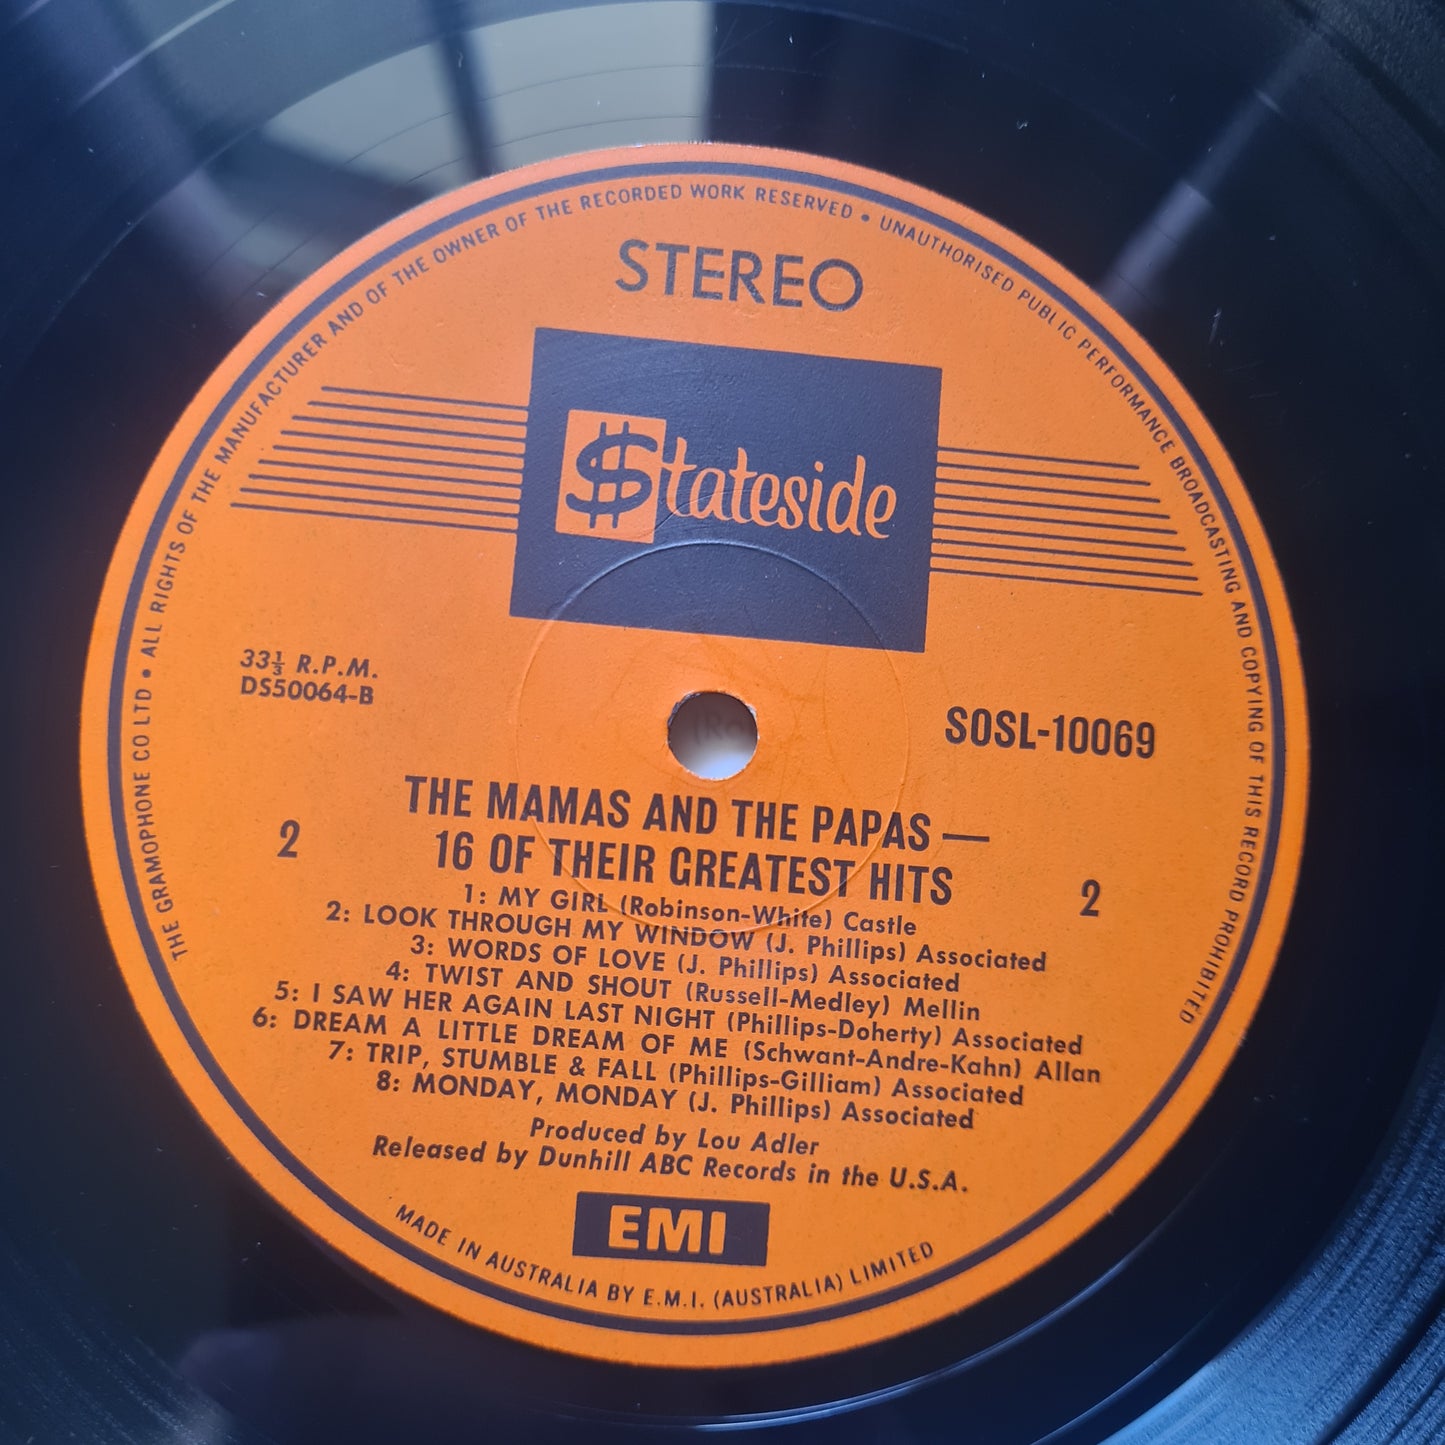 THE GRAMOPHONE CO LTD • ALL RIGHTS OF THE MANUFACTURER AND OF THE OWNER OF THE RECORDED WORK RESERVED • UNAUTHORISED PUBLIC PERFORMANCE BROADCASTING AND COPYING OF THIS RECORD PROHIBITED
STEREO
$tateside
33⅓ R.P.M.
DS50064-B
SOSL-10069
THE MAMAS AND THE PAPAS —
16 OF THEIR GREATEST HITS
2
2
1: MY GIRL (Robinson-White) Castle
2: LOOK THROUGH MY WINDOW (J. Phillips) Associated
3: WORDS OF LOVE (J. Phillips) Associated
4: TWIST AND SHOUT (Russell-Medley) Mellin
5: I SAW HER AGAIN LAST NIGHT (Phillips-Doherty) Associated
6: DREAM A LITTLE DREAM OF ME (Schwant-Andre-Kahn) Allan
7: TRIP, STUMBLE & FALL (Phillips-Gilliam) Associated
8: MONDAY, MONDAY (J. Phillips) Associated
Produced by Lou Adler
Released by Dunhill ABC Records in the U.S.A.
EMI
MADE IN AUSTRALIA BY E.M.I. (AUSTRALIA) LIMITED